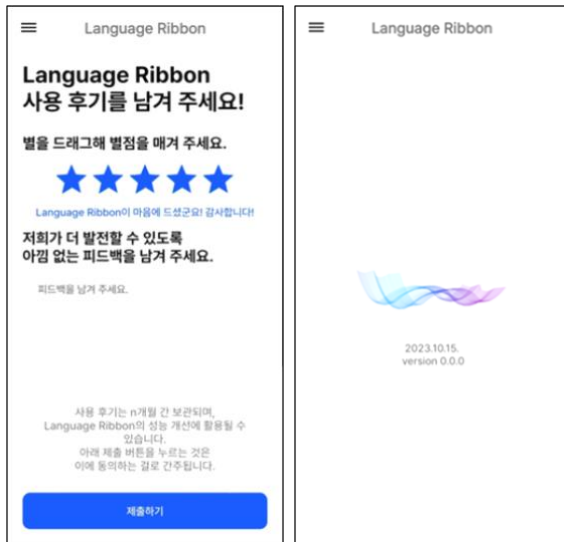 Language Ribbon
Language Ribbon
사용 후기를 남겨 주세요!
별을 드래그해 별점을 매겨 주세요.
Language Ribbon이 마음에 드셨군요! 감사합니다!
저희가 더 발전할 수 있도록
아낌 없는 피드백을 남겨 주세요.
피드백을 남겨 주세요.
사용 후기는 n개월 간 보관되며,
Language Ribbon의 성능 개선에 활용될 수
있습니다.
아래 제출 버튼을 누르는 것은
이에 동의하는 걸로 간주됩니다.
제출하기
Language Ribbon
2023.10.15.
version 0.0.0